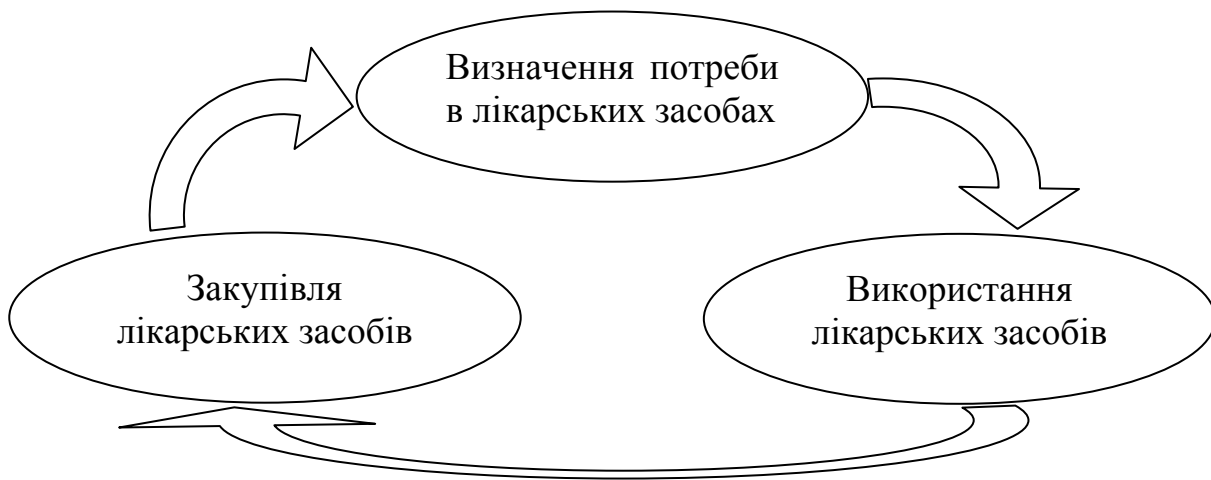 Визначення потреби
в лікарських засобах
Закупівля
лікарських засобів
Використання
лікарських засобів